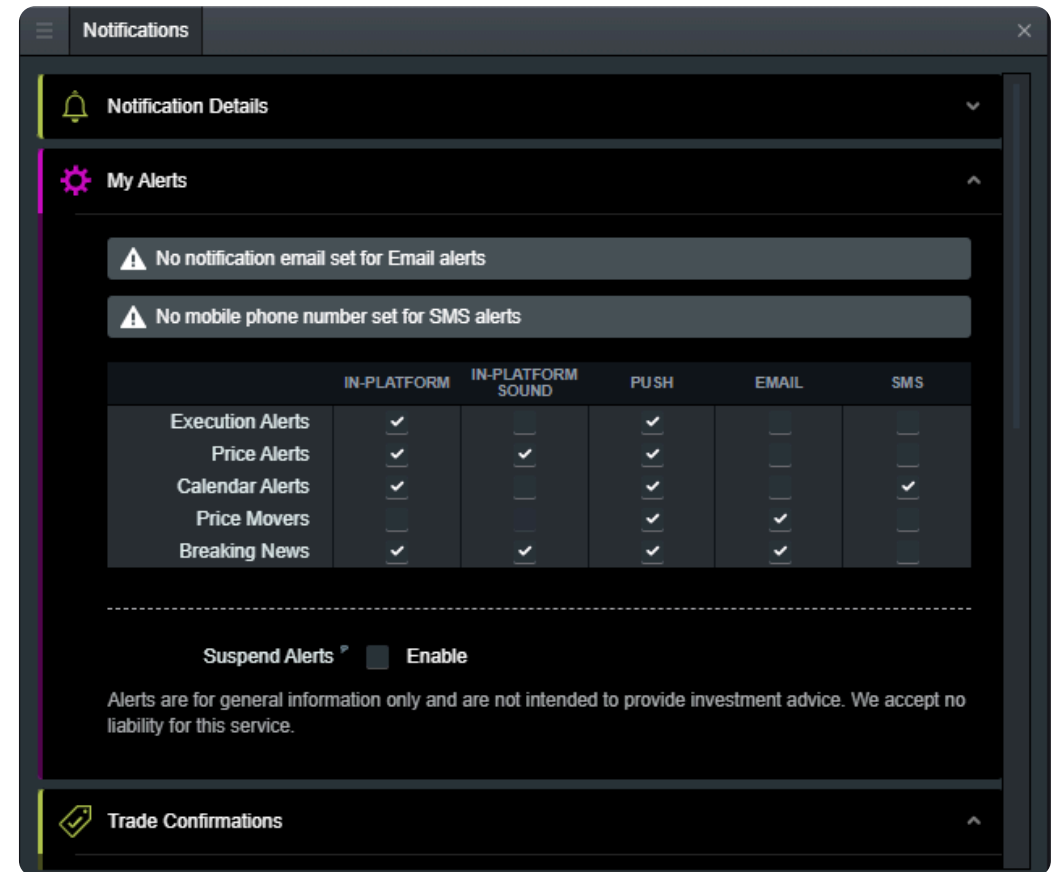 Notifications
Notification Details
My Alerts
No notification email set for Email alerts
No mobile phone number set for SMS alerts
IN-PLATFORM IN-PLATFORM SOUND PUSH EMAIL SMS
Execution Alerts
Price Alerts
Calendar Alerts
Price Movers
Breaking News
Suspend Alerts ? Enable
Alerts are for general information only and are not intended to provide investment advice. We accept no
liability for this service.
Trade Confirmations